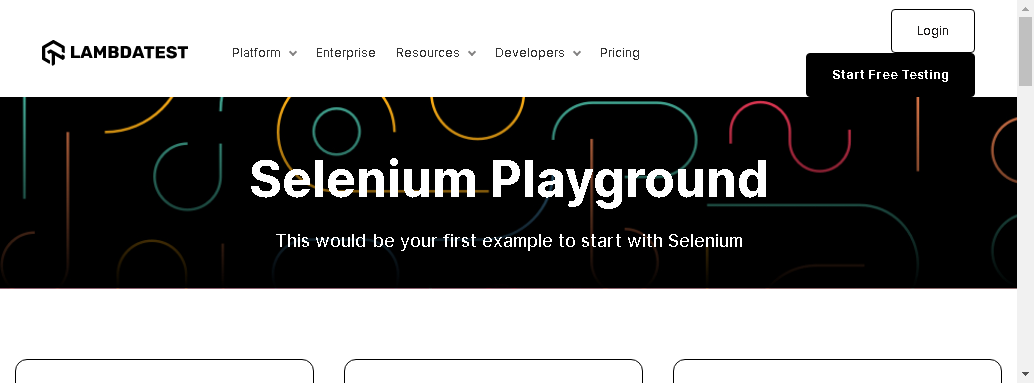 LAMBDATEST
Platform
Enterprise
Resources
Developers
Pricing
Login
Start Free Testing
Selenium Playground
This would be your first example to start with Selenium